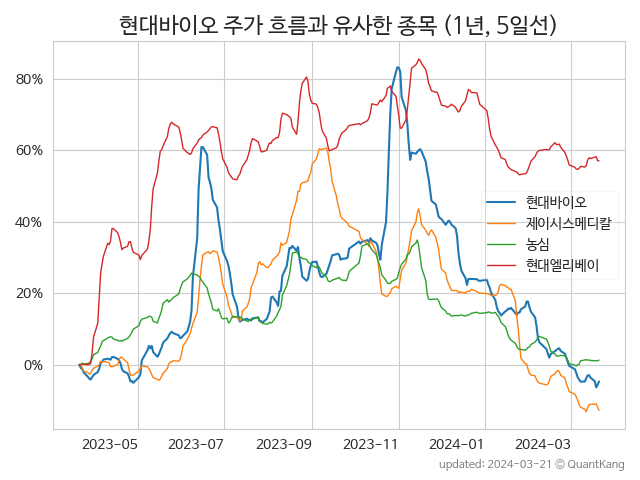 현대바이오 주가 흐름과 유사한 종목 (1년, 5일선)
80%
60%
40%
20%
0%
현대바이오
제이시스메디칼
농심
현대엘리베이
2023-05 2023-07 2023-09 2023-11 2024-01 2024-03
updated: 2024-03-21 © QuantKang